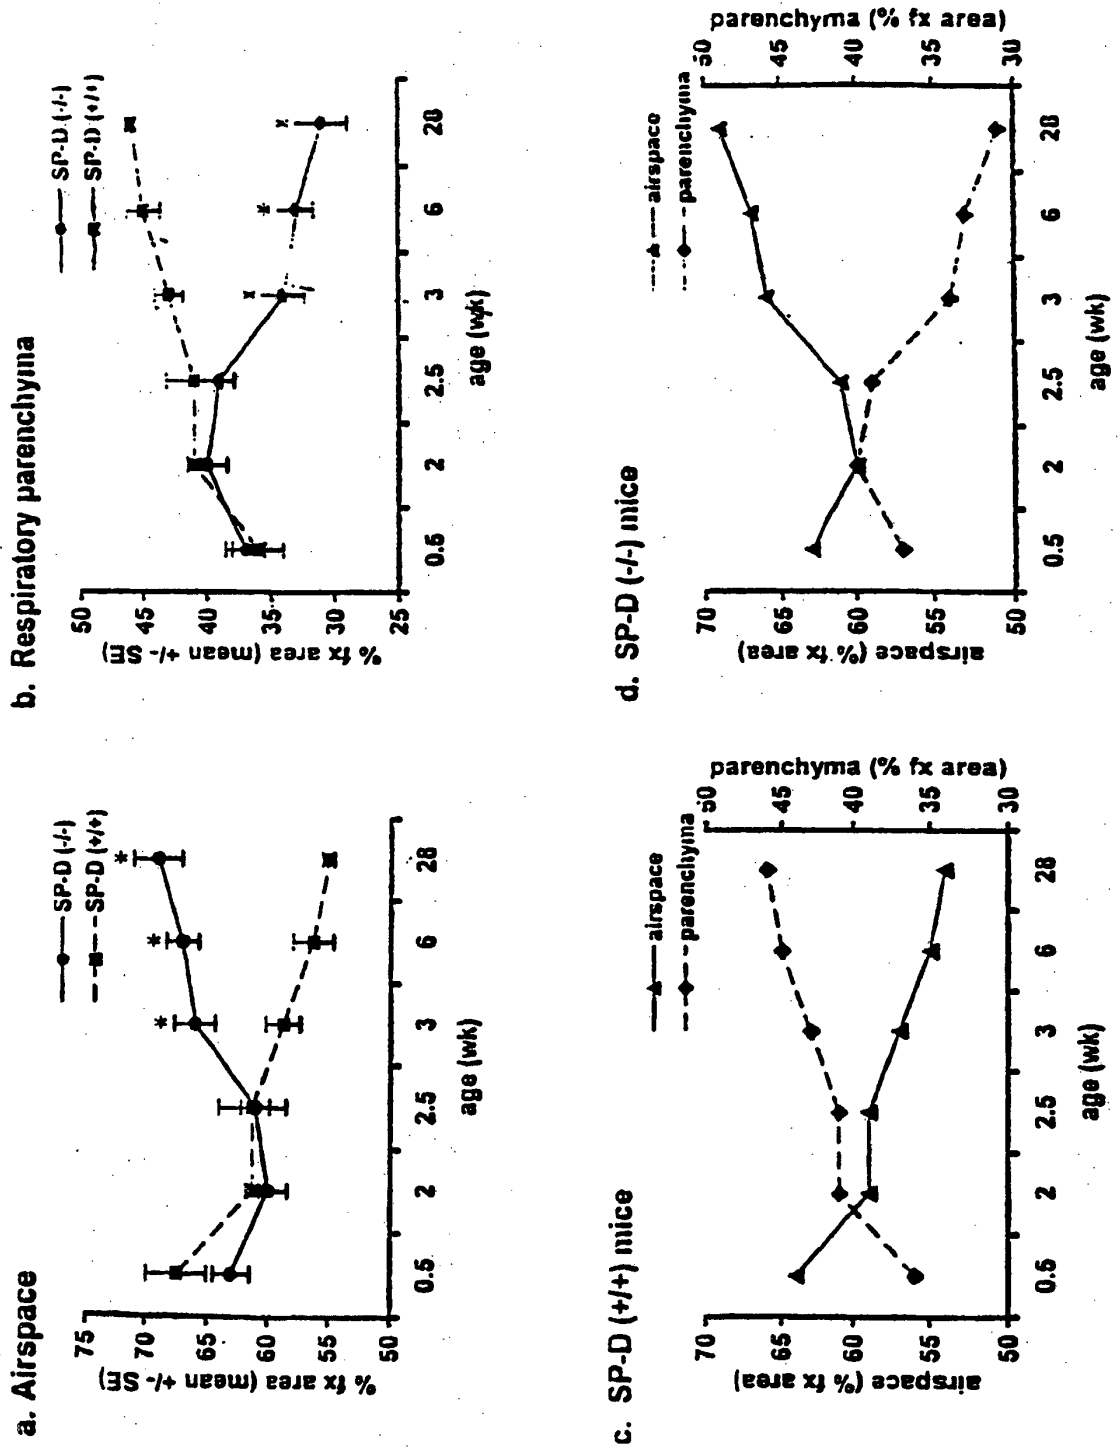 a. Airspace
SP-D (-/-)
SP-D (+/+)
% fx area (mean +/- SE)
75
70
65
60
55
50
*
*
*
0.5 2 2.5 3 6 28
age (wk)
b. Respiratory parenchyma
SP-D (-/-)
SP-D (+/+)
% fx area (mean +/- SE)
50
45
40
35
30
25
*
*
*
0.5 2 2.5 3 6 28
age (wk)
c. SP-D (+/+) mice
airspace
parenchyma
airspace (% fx area)
70
65
60
55
50
parenchyma (% fx area)
50
45
40
35
30
0.5 2 2.5 3 6 28
age (wk)
d. SP-D (-/-) mice
airspace
parenchyma
airspace (% fx area)
70
65
60
55
50
parenchyma (% fx area)
50
45
40
35
30
0.5 2 2.5 3 6 28
age (wk)